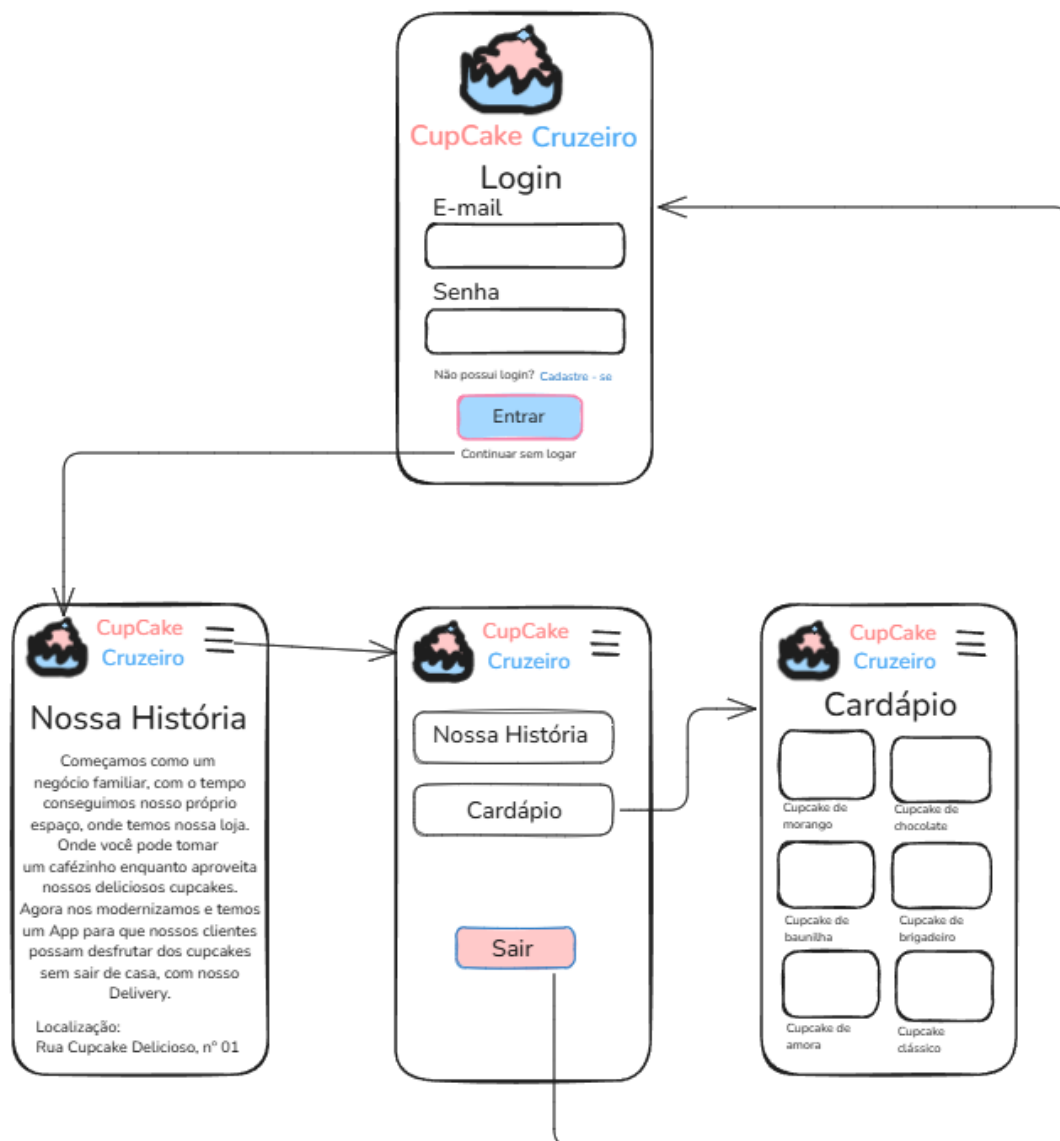 CupCake Cruzeiro
Login
E-mail
Senha
Não possui login? Cadastre - se
Entrar
Continuar sem logar
CupCake
Cruzeiro
Nossa História
Começamos como um
negócio familiar, com o tempo
conseguimos nosso próprio
espaço, onde temos nossa loja.
Onde você pode tomar
um cafézinho enquanto aproveita
nossos deliciosos cupcakes.
Agora nos modernizamos e temos
um App para que nossos clientes
possam desfrutar dos cupcakes
sem sair de casa, com nosso
Delivery.
Localização:
Rua Cupcake Delicioso, nº 01
CupCake
Cruzeiro
Nossa História
Cardápio
Sair
CupCake
Cruzeiro
Cardápio
Cupcake de
morango
Cupcake de
chocolate
Cupcake de
baunilha
Cupcake de
brigadeiro
Cupcake de
amora
Cupcake
clássico